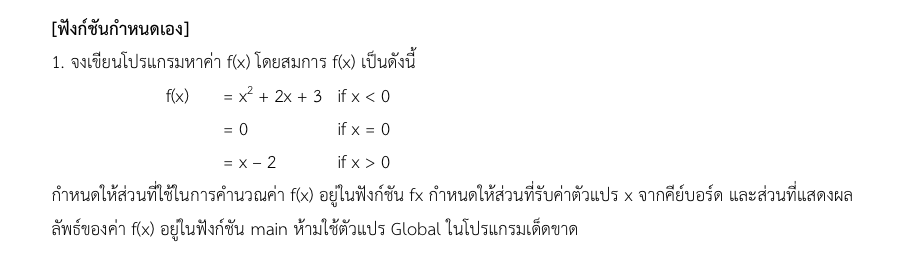 [ฟังก์ชันกำหนดเอง]
1. จงเขียนโปรแกรมหาค่า f(x) โดยสมการ f(x) เป็นดังนี้
f(x) = x² + 2x + 3 if x < 0
= 0 if x = 0
= x – 2 if x > 0
กำหนดให้ส่วนที่ใช้ในการคำนวณค่า f(x) อยู่ในฟังก์ชัน fx กำหนดให้ส่วนที่รับค่าตัวแปร x จากคีย์บอร์ด และส่วนที่แสดงผล
ลัพธ์ของค่า f(x) อยู่ในฟังก์ชัน main ห้ามใช้ตัวแปร Global ในโปรแกรมเด็ดขาด